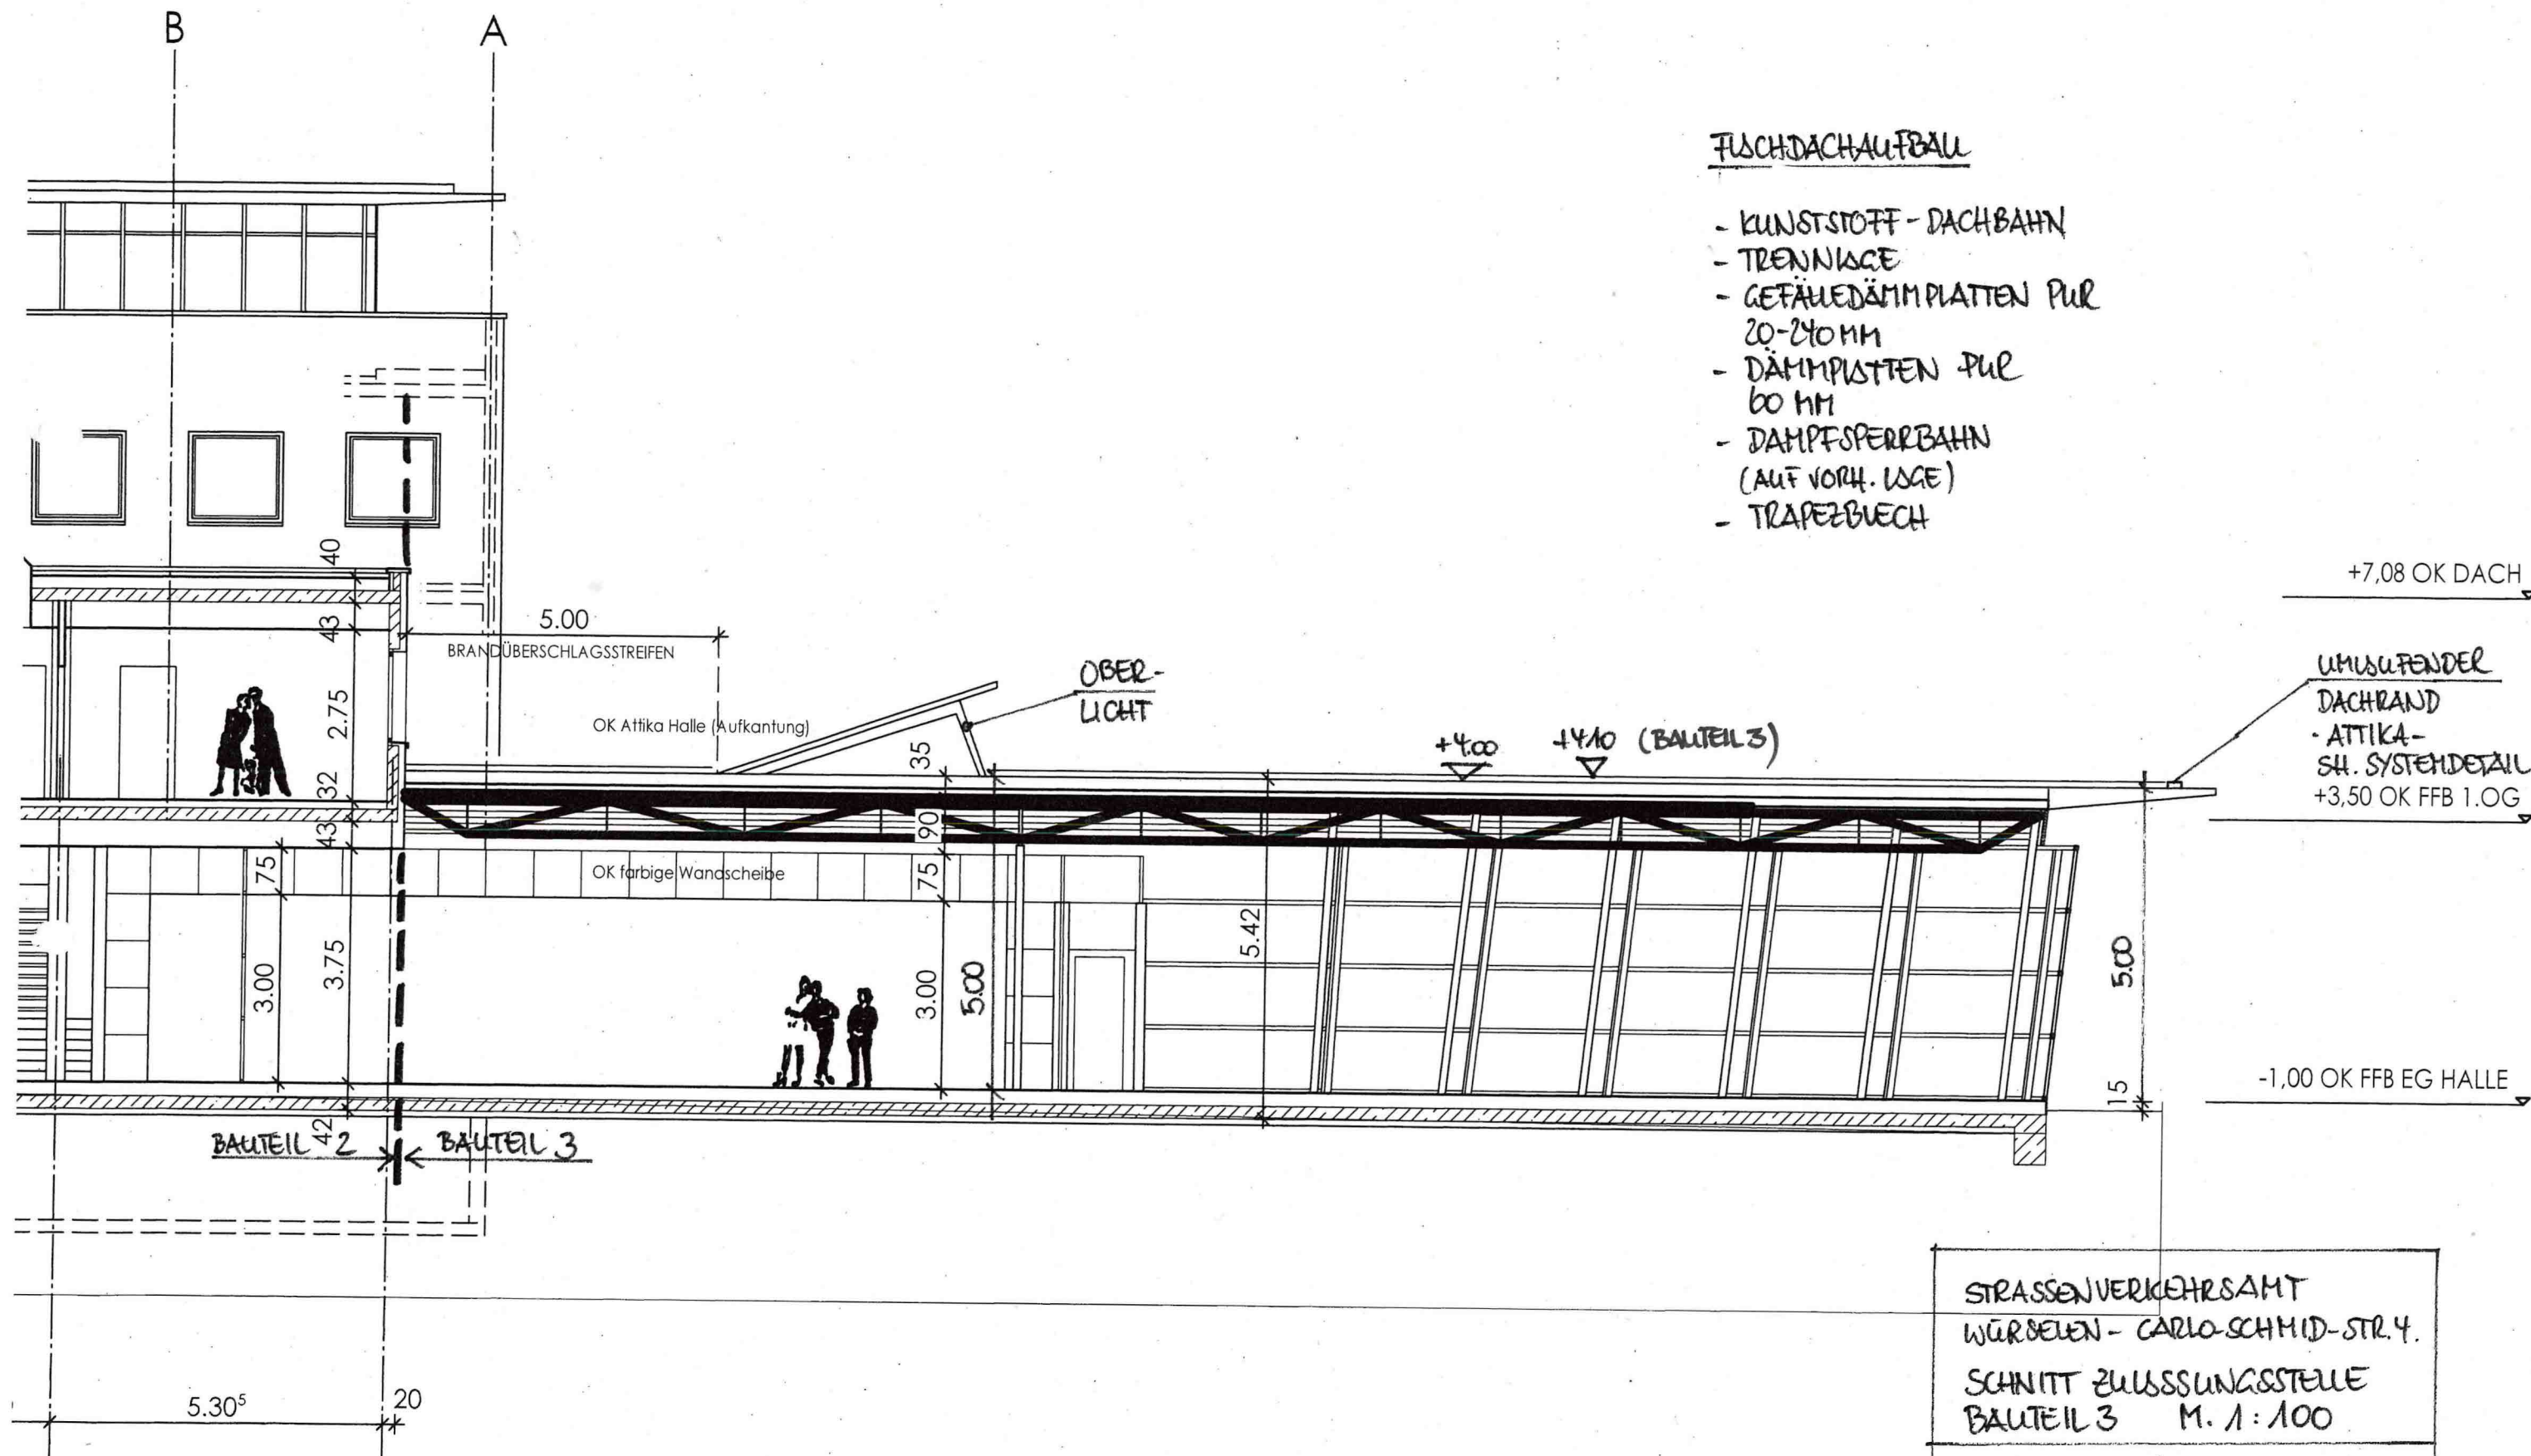 B
A
FLACHDACHAUFBAU
- KUNSTSTOFF-DACHBAHN
- TRENNLAGE
- GEFÄLLEDÄMMPLATTEN PUR
20-240 MM
- DÄMMPLATTEN PUR
60 MM
- DAMPFSPERRBAHN
(AUF VORH. LAGE)
- TRAPEZBLECH
40
43
2.75
32
43
5.00
BRANDÜBERSCHLAGSSTREIFEN
OK Attika Halle (Aufkantung)
OBER-
LICHT
+4.00
+4.10 (BAUTEIL 3)
+7,08 OK DACH
UMLAUFENDER
DACHRAND
· ATTIKA-
SH. SYSTEMDETAIL
+3,50 OK FFB 1.OG
35
90
75
3.00
5.00
OK farbige Wandscheibe
75
3.00
3.75
42
5.42
5.00
15
-1,00 OK FFB EG HALLE
BAUTEIL 2
BAUTEIL 3
5.30⁵
20
STRASSENVERKEHRSAMT
WÜRSELEN - CARLO-SCHMID-STR. 4.
SCHNITT ZULASSUNGSSTELLE
BAUTEIL 3 M. 1:100